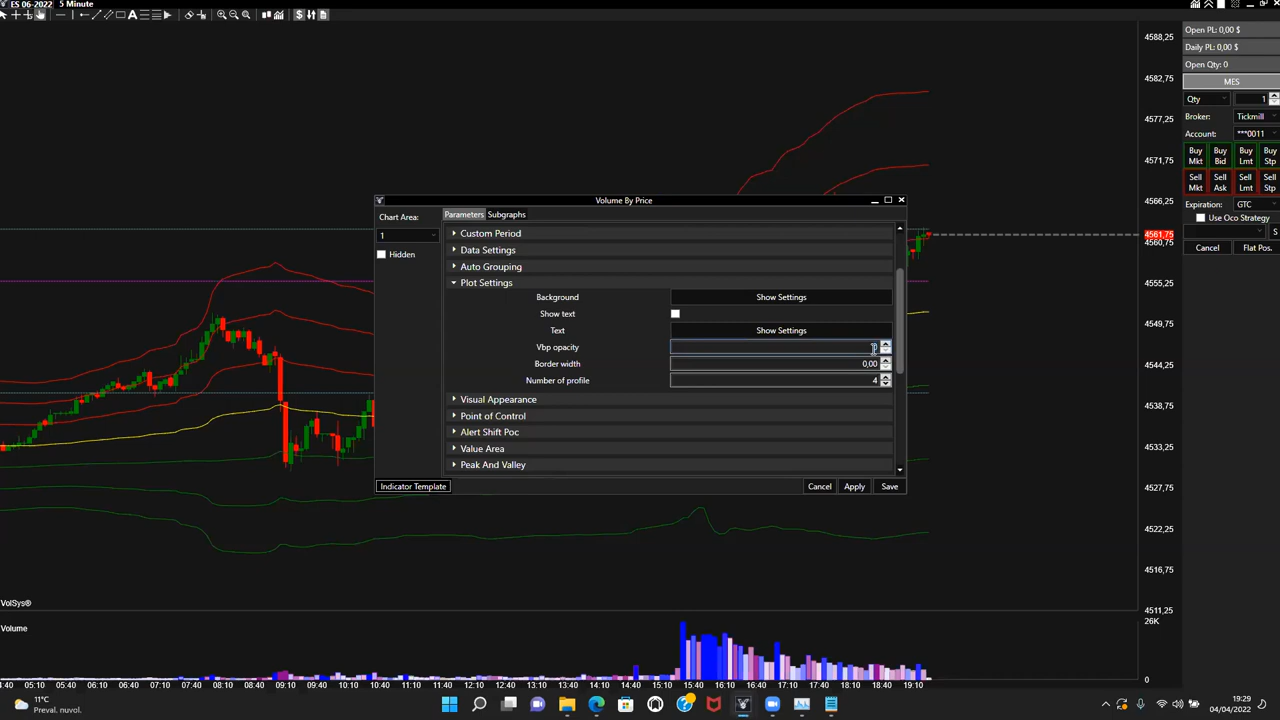 ES 06-2022 5 Minute
4588,25
4582,75
4577,25
4571,75
4566,25
4561,75
4560,75
4555,25
4549,75
4544,25
4538,75
4533,25
4527,75
4522,25
4516,75
4511,25
26K
Open PL: 0,00 $
Daily PL: 0,00 $
Open Qty: 0
MES
Qty 1
Broker: Tickmill
Account: ***0011
Buy Mkt Buy Bid Buy Lmt Buy Stp
Sell Mkt Sell Ask Sell Lmt Sell Stp
Expiration: GTC
Use Oco Strategy
S
Cancel Flat Pos.
Volume By Price
Chart Area:
1
Hidden
Parameters Subgraphs
Custom Period
Data Settings
Auto Grouping
Plot Settings
Background Show Settings
Show text
Text Show Settings
Vbp opacity
Border width 0,00
Number of profile 4
Visual Appearance
Point of Control
Alert Shift Poc
Value Area
Peak And Valley
Indicator Template Cancel Apply Save
VolSys®
Volume
4:40 05:10 05:40 06:10 06:40 07:10 07:40 08:10 08:40 09:10 09:40 10:10 10:40 11:10 11:40 12:10 12:40 13:10 13:40 14:10 14:40 15:10 15:40 16:10 16:40 17:10 17:40 18:10 18:40 19:10
11°C
Preval. nuvol.
19:29
04/04/2022